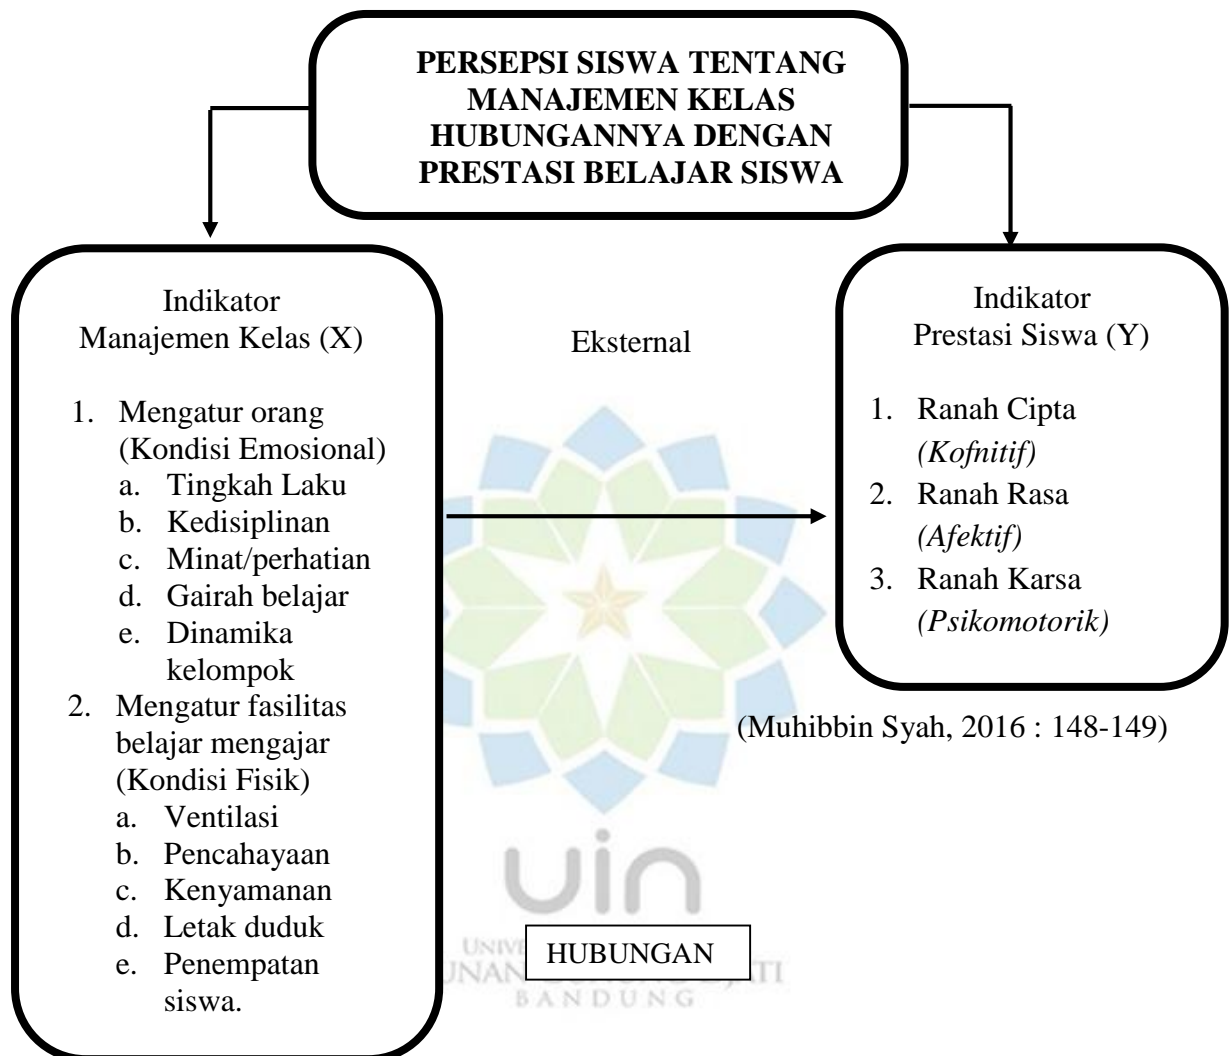 PERSEPSI SISWA TENTANG
MANAJEMEN KELAS
HUBUNGANNYA DENGAN
PRESTASI BELAJAR SISWA
Indikator
Manajemen Kelas (X)
1. Mengatur orang
(Kondisi Emosional)
a. Tingkah Laku
b. Kedisiplinan
c. Minat/perhatian
d. Gairah belajar
e. Dinamika
kelompok
2. Mengatur fasilitas
belajar mengajar
(Kondisi Fisik)
a. Ventilasi
b. Pencahayaan
c. Kenyamanan
d. Letak duduk
e. Penempatan
siswa.
Eksternal
Indikator
Prestasi Siswa (Y)
1. Ranah Cipta
(Kofnitif)
2. Ranah Rasa
(Afektif)
3. Ranah Karsa
(Psikomotorik)
(Muhibbin Syah, 2016 : 148-149)
uin
HUBUNGAN
BANDUNG